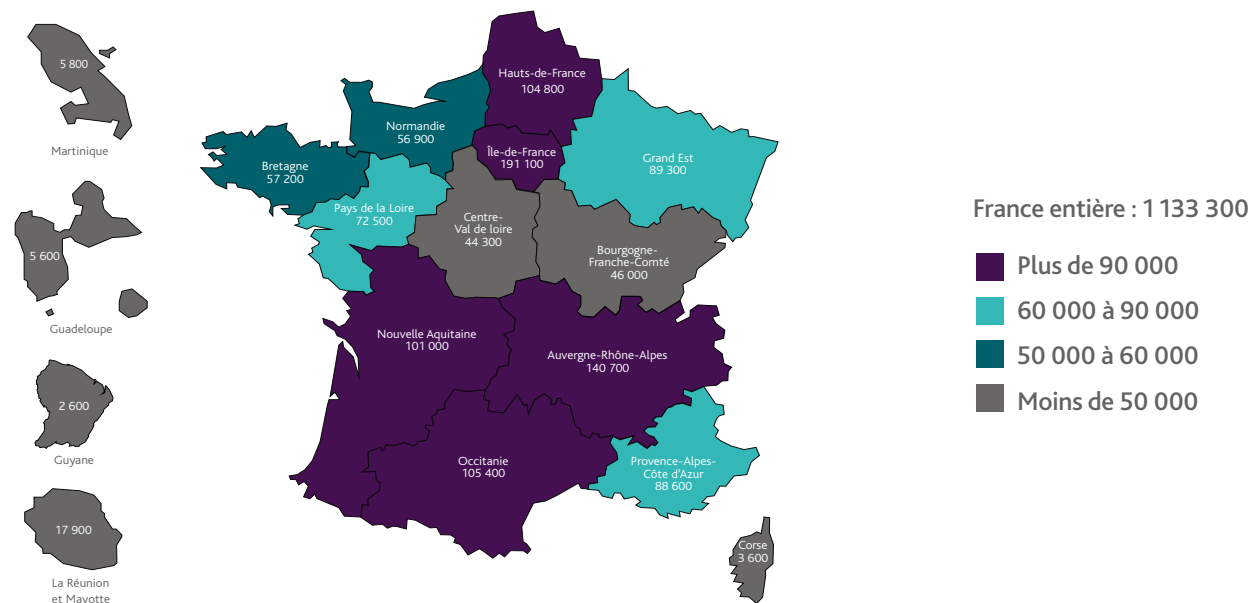 5 800
Martinique
5 600
Guadeloupe
2 600
Guyane
17 900
La Réunion
et Mayotte
Hauts-de-France
104 800
Normandie
56 900
Île-de-France
191 100
Grand Est
89 300
Bretagne
57 200
Pays de la Loire
72 500
Centre-
Val de loire
44 300
Bourgogne-
Franche-Comté
46 000
Nouvelle Aquitaine
101 000
Auvergne-Rhône-Alpes
140 700
Occitanie
105 400
Provence-Alpes-
Côte d'Azur
88 600
Corse
3 600
France entière : 1 133 300
Plus de 90 000
60 000 à 90 000
50 000 à 60 000
Moins de 50 000